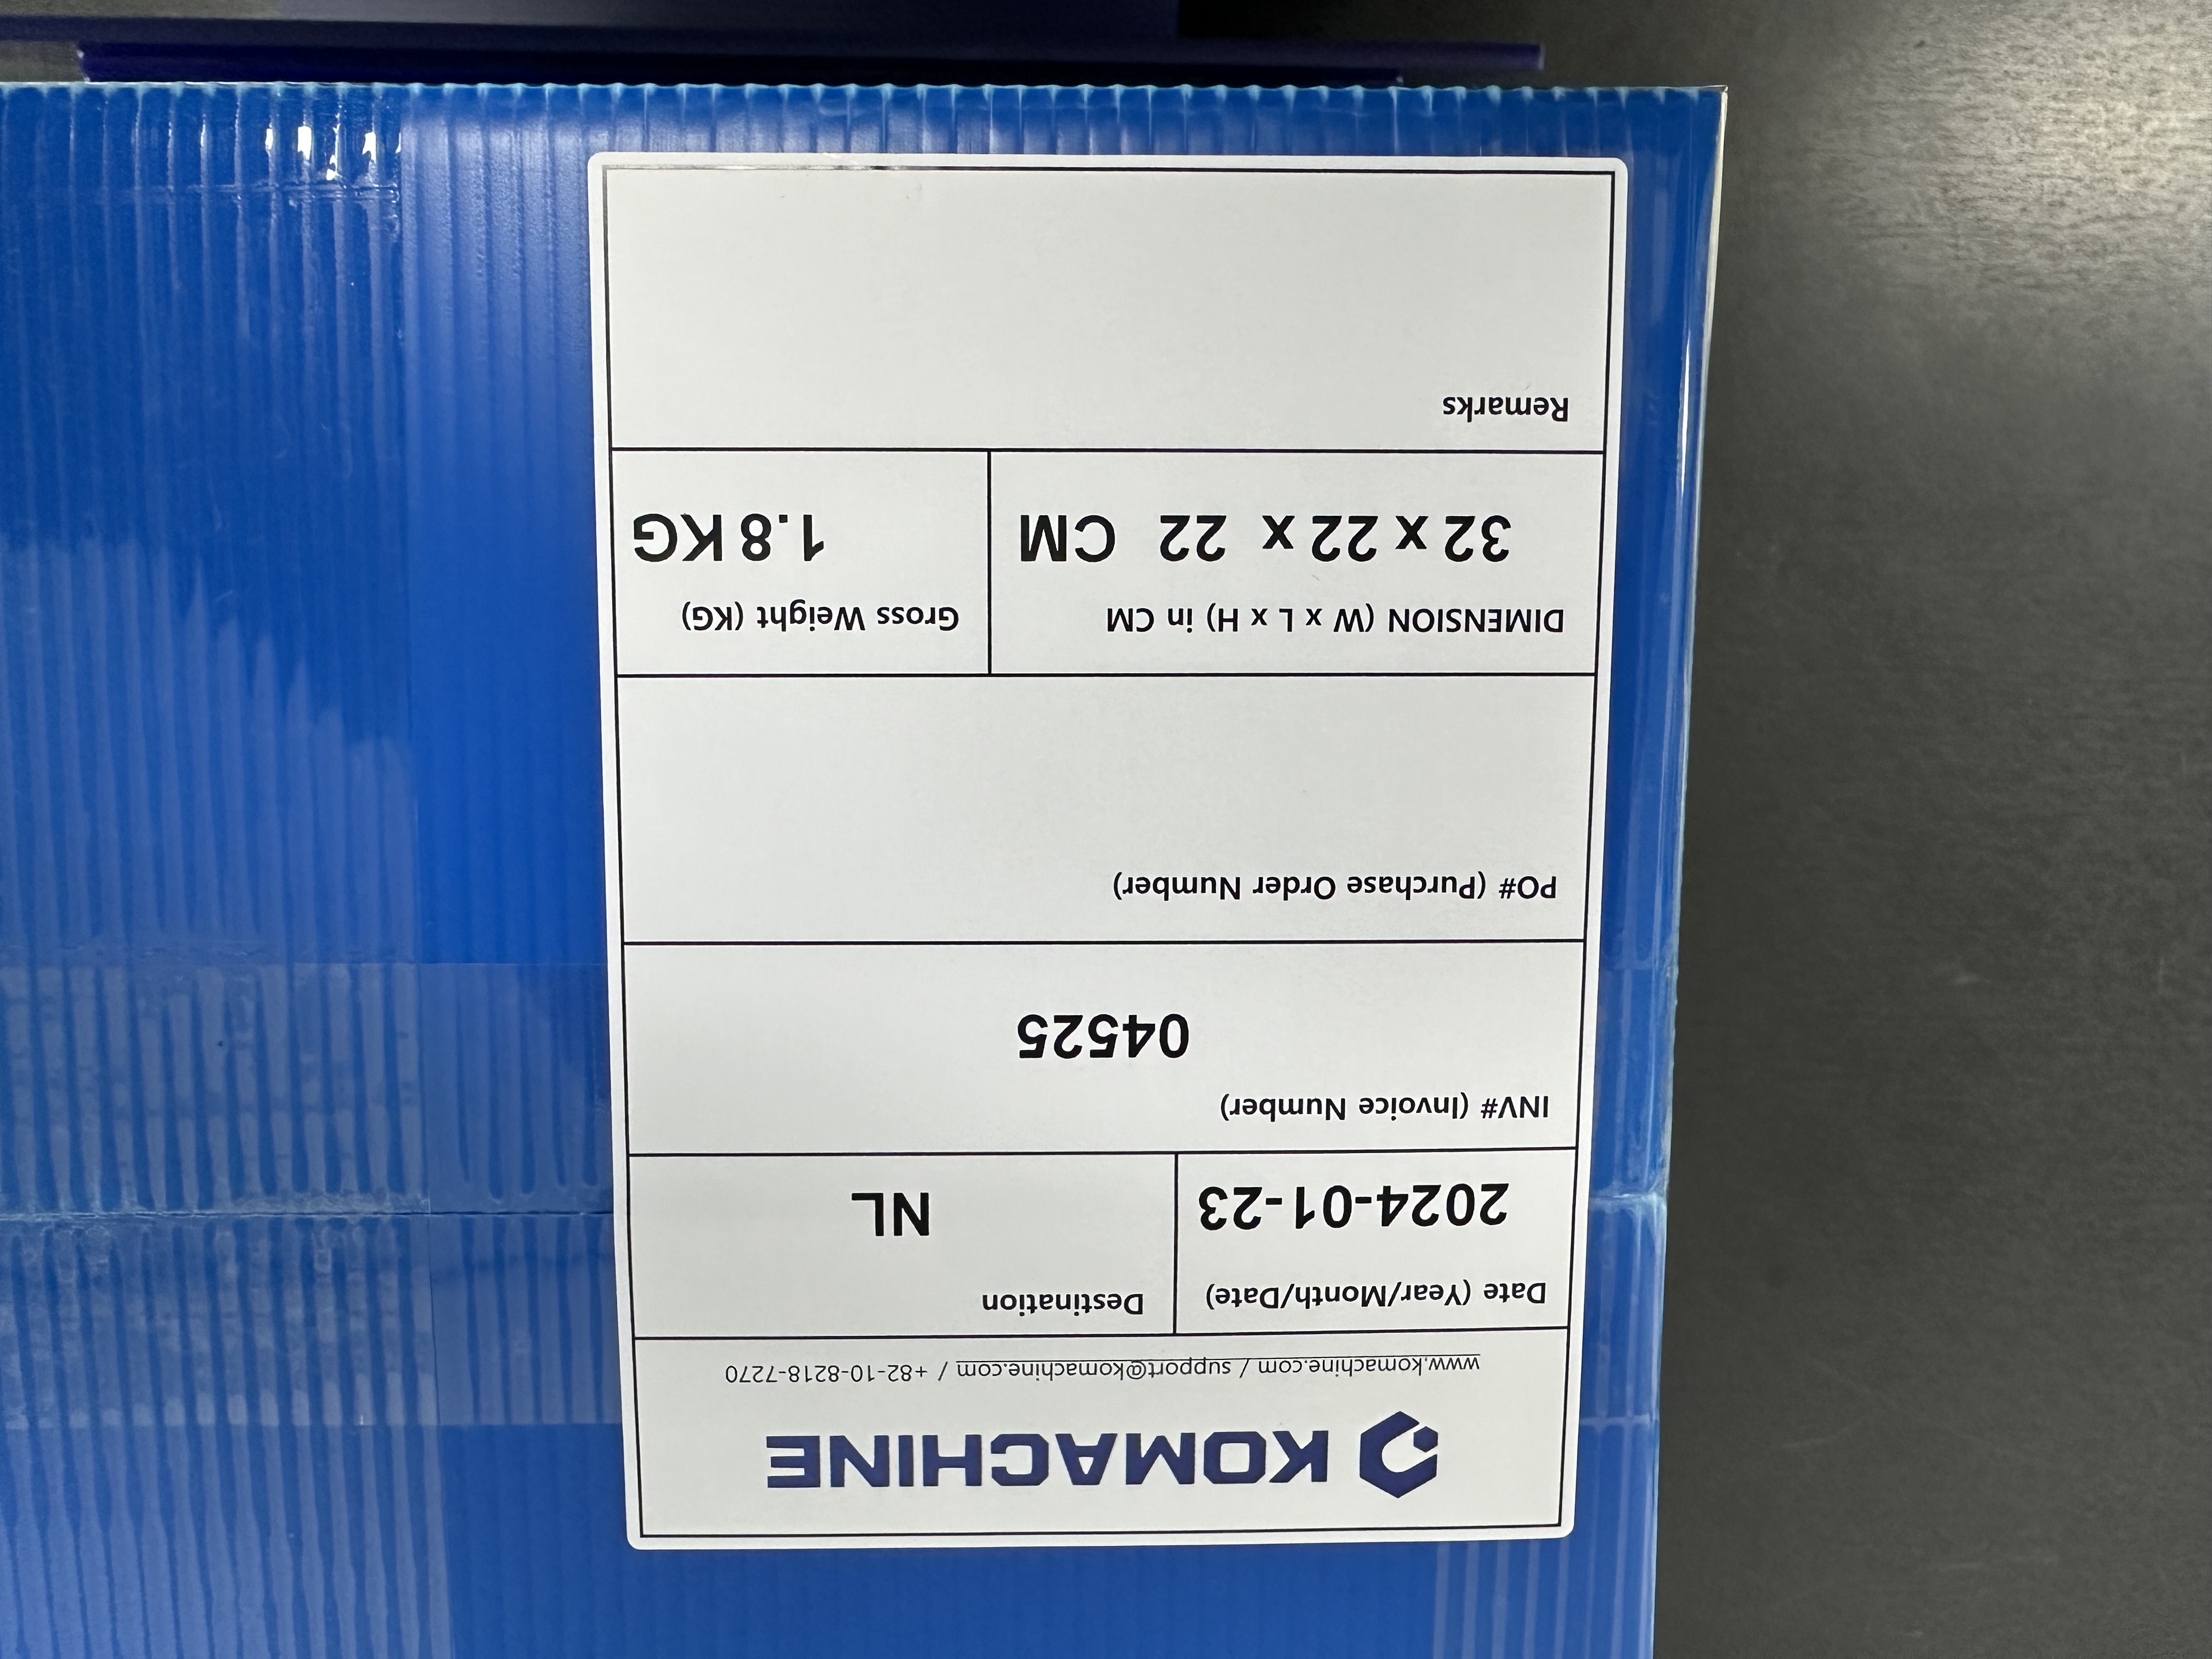 KOMACHINE
www.komachine.com / support@komachine.com / +82-10-8218-7270
Date (Year/Month/Date)
2024-01-23
Destination
NL
INV# (Invoice Number)
04525
PO# (Purchase Order Number)
DIMENSION (W x L x H) in CM
32 x 22 x 22 CM
Gross Weight (KG)
1.8 KG
Remarks